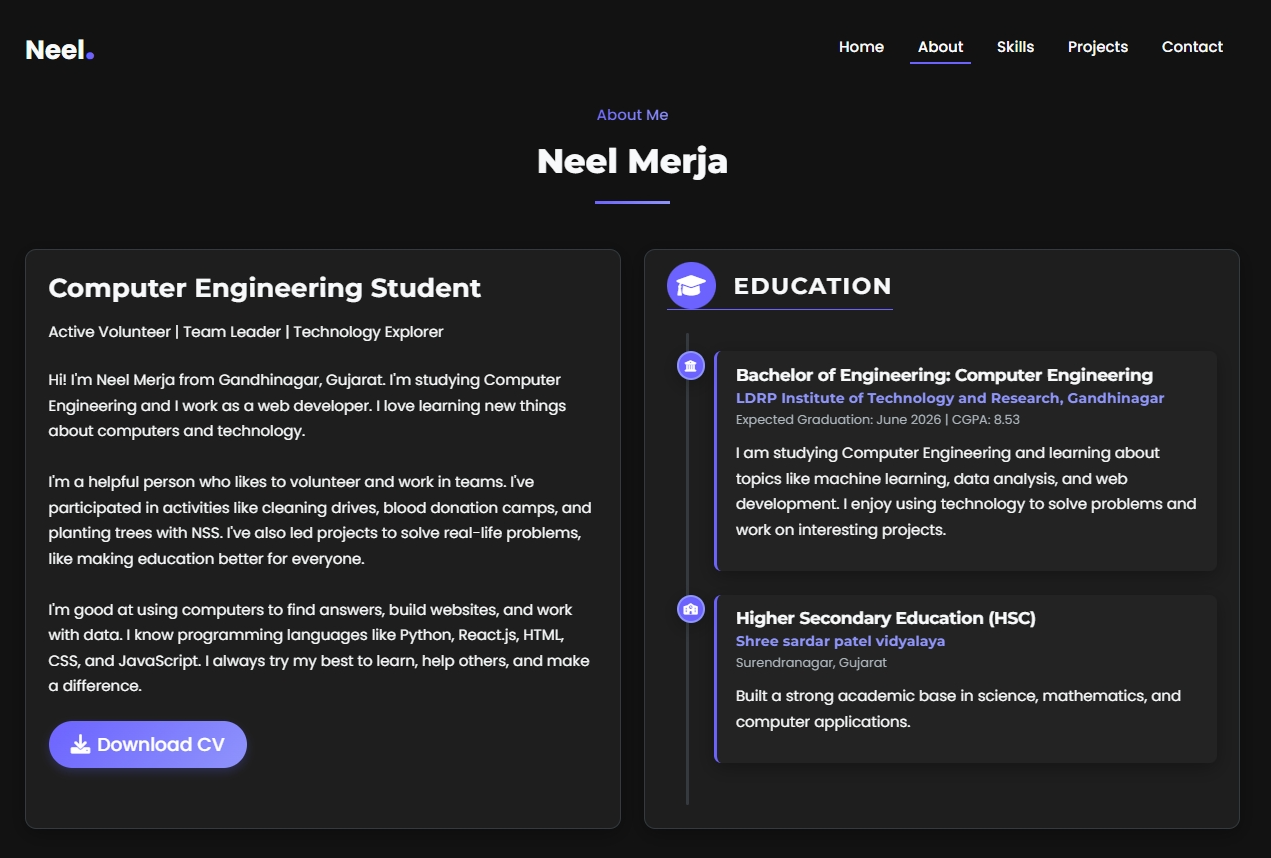 Neel.
Home About Skills Projects Contact
About Me
Neel Merja
Computer Engineering Student
Active Volunteer | Team Leader | Technology Explorer
Hi! I'm Neel Merja from Gandhinagar, Gujarat. I'm studying Computer
Engineering and I work as a web developer. I love learning new things
about computers and technology.
I'm a helpful person who likes to volunteer and work in teams. I've
participated in activities like cleaning drives, blood donation camps, and
planting trees with NSS. I've also led projects to solve real-life problems,
like making education better for everyone.
I'm good at using computers to find answers, build websites, and work
with data. I know programming languages like Python, React.js, HTML,
CSS, and JavaScript. I always try my best to learn, help others, and make
a difference.
Download CV
EDUCATION
Bachelor of Engineering: Computer Engineering
LDRP Institute of Technology and Research, Gandhinagar
Expected Graduation: June 2026 | CGPA: 8.53
I am studying Computer Engineering and learning about
topics like machine learning, data analysis, and web
development. I enjoy using technology to solve problems and
work on interesting projects.
Higher Secondary Education (HSC)
Shree sardar patel vidyalaya
Surendranagar, Gujarat
Built a strong academic base in science, mathematics, and
computer applications.